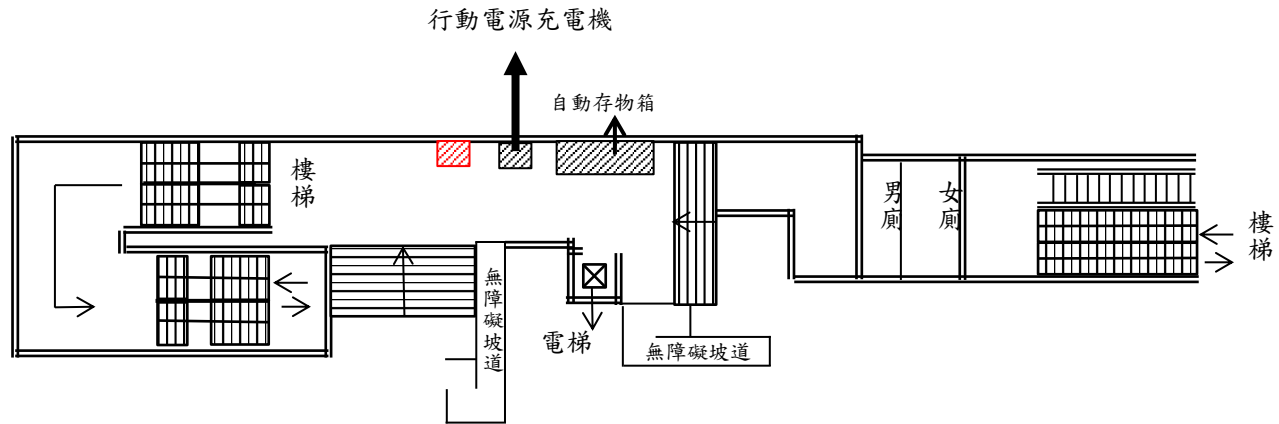 行動電源充電機
自動存物箱
樓梯
男廁
女廁
樓梯
無障礙坡道
電梯
無障礙坡道